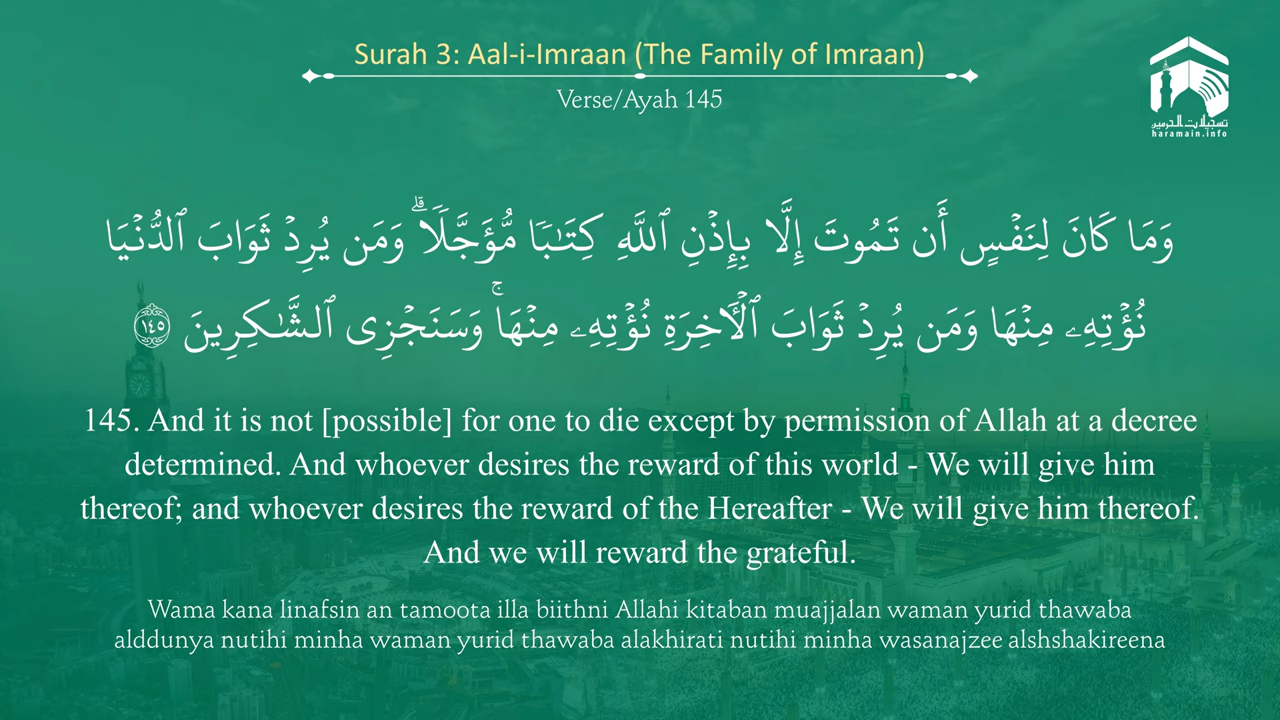 Surah 3: Aal-i-Imraan (The Family of Imraan)
Verse/Ayah 145
تسجيلات الحرمين
haramain.info
وَمَا كَانَ لِنَفْسٍ أَن تَمُوتَ إِلَّا بِإِذْنِ ٱللَّهِ كِتَـٰبًا مُّؤَجَّلًا ۗ وَمَن يُرِدْ ثَوَابَ ٱلدُّنْيَا
نُؤْتِهِۦ مِنْهَا وَمَن يُرِدْ ثَوَابَ ٱلْـَٔاخِرَةِ نُؤْتِهِۦ مِنْهَا ۚ وَسَنَجْزِى ٱلشَّـٰكِرِينَ ١٤٥
145. And it is not [possible] for one to die except by permission of Allah at a decree
determined. And whoever desires the reward of this world - We will give him
thereof; and whoever desires the reward of the Hereafter - We will give him thereof.
And we will reward the grateful.
Wama kana linafsin an tamoota illa biithni Allahi kitaban muajjalan waman yurid thawaba
alddunya nutihi minha waman yurid thawaba alakhirati nutihi minha wasanajzee alshshakireena